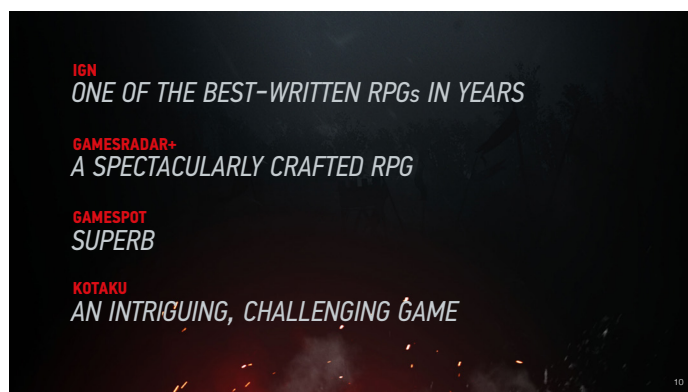 IGN
ONE OF THE BEST-WRITTEN RPGs IN YEARS
GAMESRADAR+
A SPECTACULARLY CRAFTED RPG
GAMESPOT
SUPERB
KOTAKU
AN INTRIGUING, CHALLENGING GAME
10